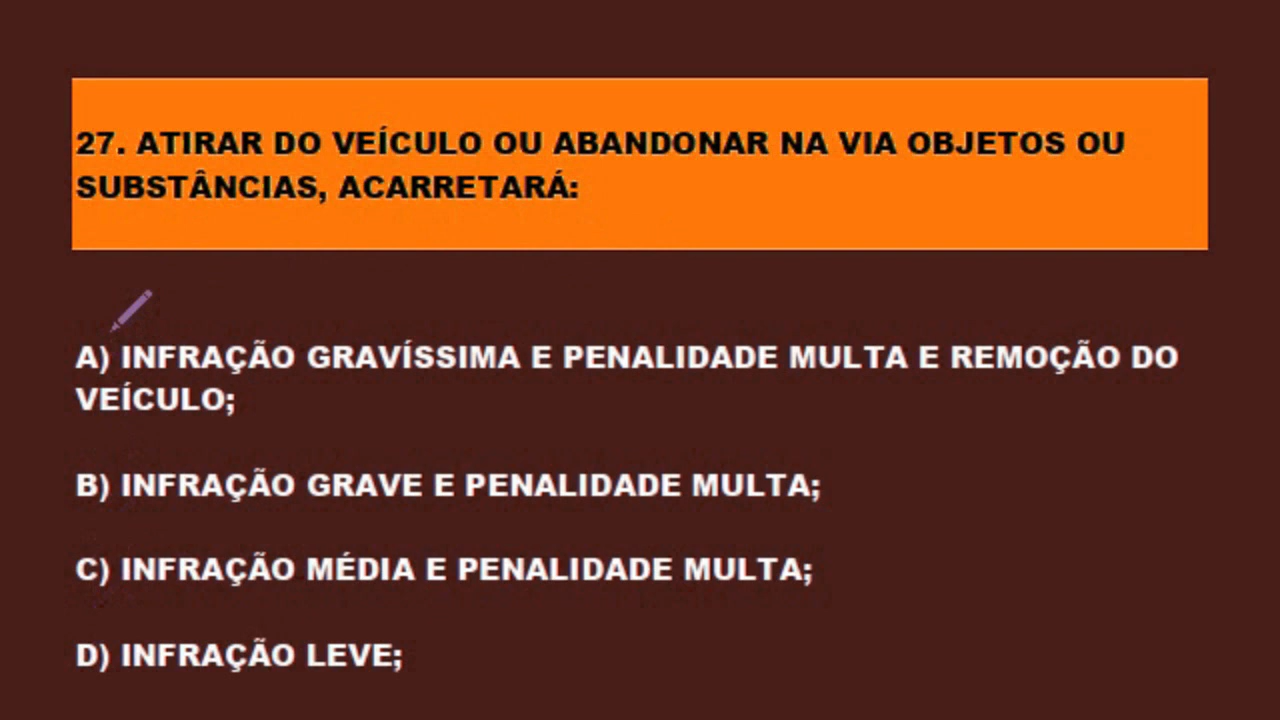 27. ATIRAR DO VEÍCULO OU ABANDONAR NA VIA OBJETOS OU
SUBSTÂNCIAS, ACARRETARÁ:
A) INFRAÇÃO GRAVÍSSIMA E PENALIDADE MULTA E REMOÇÃO DO
VEÍCULO;
B) INFRAÇÃO GRAVE E PENALIDADE MULTA;
C) INFRAÇÃO MÉDIA E PENALIDADE MULTA;
D) INFRAÇÃO LEVE;